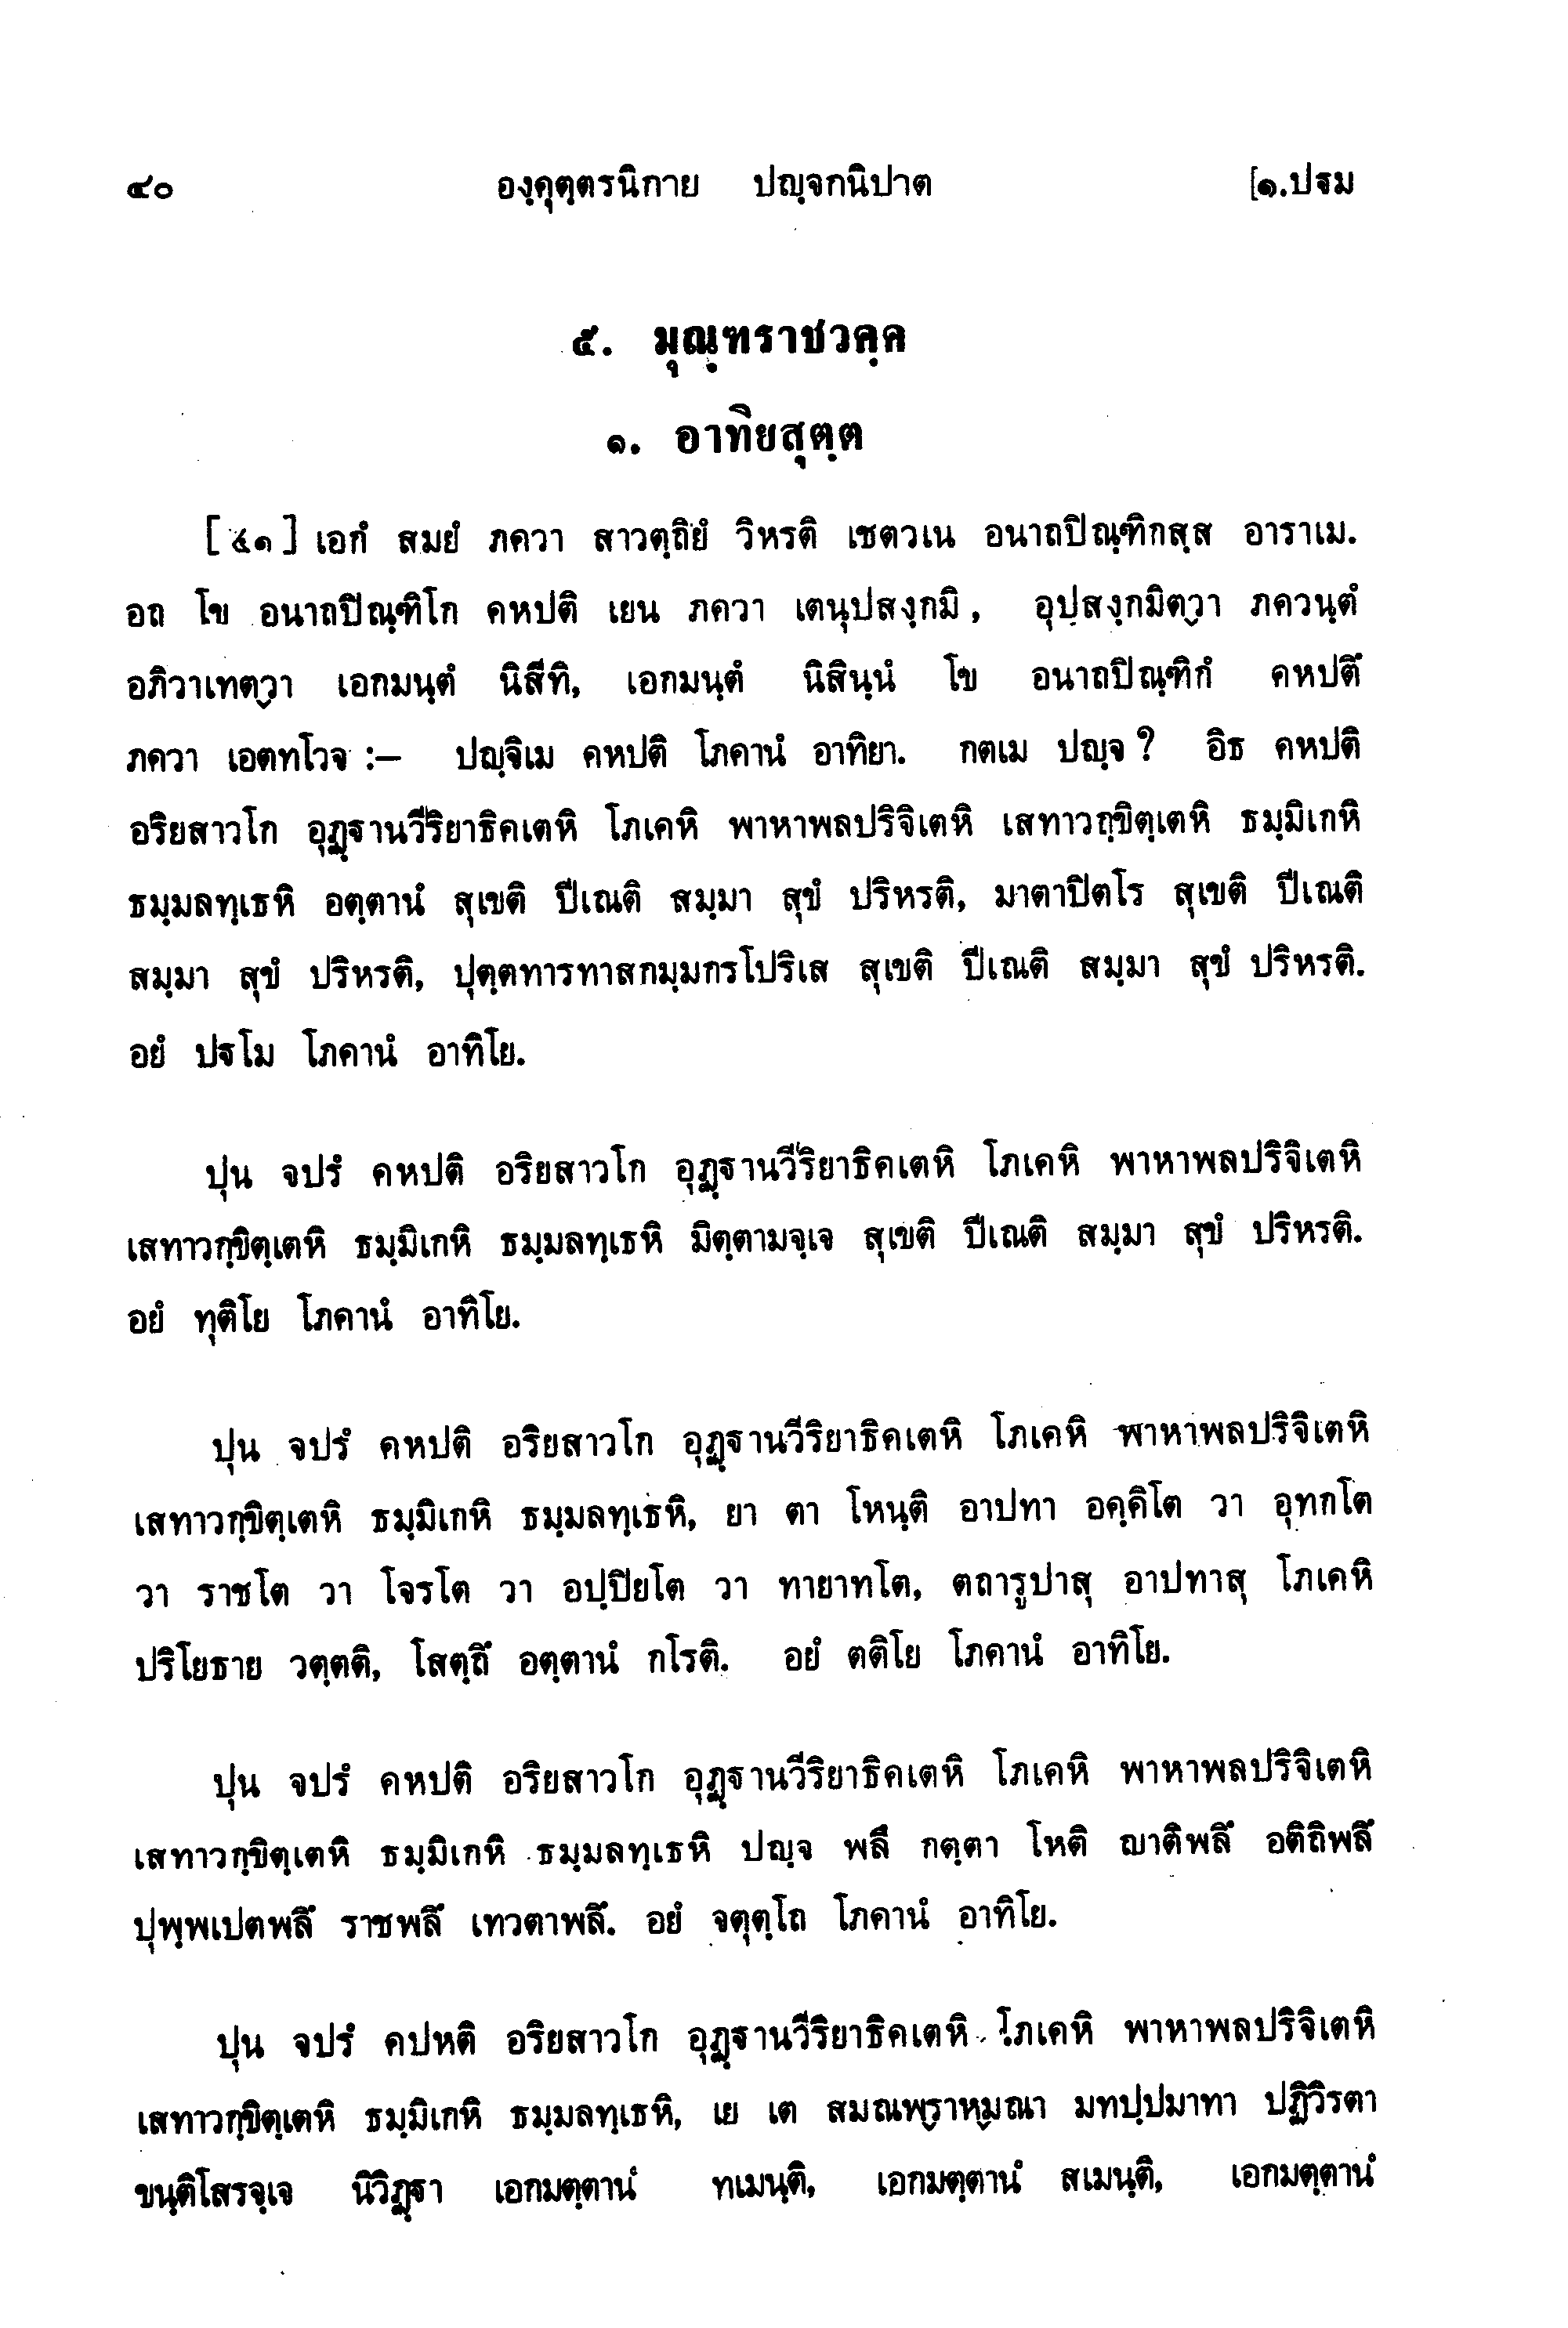 ๔๐ องฺคุตฺตรนิกาย ปญฺจกนิปาต [๑.ปฐม
๕. มุณฺฑราชวคฺค
๑. อาทิยสุตฺต
[๔๑] เอกํ สมยํ ภควา สาวตฺถิยํ วิหรติ เชตวเน อนาถปิณฺฑิกสฺส อาราเม.
อถ โข อนาถปิณฺฑิโก คหปติ เยน ภควา เตนุปสงฺกมิ, อุปสงฺกมิตฺวา ภควนฺตํ
อภิวาเทตฺวา เอกมนฺตํ นิสีทิ, เอกมนฺตํ นิสินฺนํ โข อนาถปิณฺฑิกํ คหปตึ
ภควา เอตทโวจ :– ปญฺจิเม คหปติ โภคานํ อาทิยา. กตเม ปญฺจ ? อิธ คหปติ
อริยสาวโก อุฏฺฐานวีริยาธิคเตหิ โภเคหิ พาหาพลปริจิเตหิ เสทาวกฺขิตฺเตหิ ธมฺมิเกหิ
ธมฺมลทฺเธหิ อตฺตานํ สุเขติ ปีเณติ สมฺมา สุขํ ปริหรติ, มาตาปิตโร สุเขติ ปีเณติ
สมฺมา สุขํ ปริหรติ, ปุตฺตทารทาสกมฺมกรโปริเส สุเขติ ปีเณติ สมฺมา สุขํ ปริหรติ.
อยํ ปฐโม โภคานํ อาทิโย.
ปุน จปรํ คหปติ อริยสาวโก อุฏฺฐานวีริยาธิคเตหิ โภเคหิ พาหาพลปริจิเตหิ
เสทาวกฺขิตฺเตหิ ธมฺมิเกหิ ธมฺมลทฺเธหิ มิตฺตามจฺเจ สุเขติ ปีเณติ สมฺมา สุขํ ปริหรติ.
อยํ ทุติโย โภคานํ อาทิโย.
ปุน จปรํ คหปติ อริยสาวโก อุฏฺฐานวีริยาธิคเตหิ โภเคหิ พาหาพลปริจิเตหิ
เสทาวกฺขิตฺเตหิ ธมฺมิเกหิ ธมฺมลทฺเธหิ, ยา ตา โหนฺติ อาปทา อคฺคิโต วา อุทกโต
วา ราชโต วา โจรโต วา อปฺปิยโต วา ทายาทโต, ตถารูปาสุ อาปทาสุ โภเคหิ
ปริโยธาย วตฺตติ, โสตฺถึ อตฺตานํ กโรติ. อยํ ตติโย โภคานํ อาทิโย.
ปุน จปรํ คหปติ อริยสาวโก อุฏฺฐานวีริยาธิคเตหิ โภเคหิ พาหาพลปริจิเตหิ
เสทาวกฺขิตฺเตหิ ธมฺมิเกหิ ธมฺมลทฺเธหิ ปญฺจ พลี กตฺตา โหติ ญาติพลึ อติถิพลึ
ปุพฺพเปตพลึ ราชพลึ เทวตาพลึ. อยํ จตุตฺโถ โภคานํ อาทิโย.
ปุน จปรํ คปหติ อริยสาวโก อุฏฺฐานวีริยาธิคเตหิ โภเคหิ พาหาพลปริจิเตหิ
เสทาวกฺขิตฺเตหิ ธมฺมิเกหิ ธมฺมลทฺเธหิ, เย เต สมณพฺราหฺมณา มทปฺปมาทา ปฏิวิรตา
ขนฺติโสรจฺเจ นิวิฏฺฐา เอกมตฺตานํ ทเมนฺติ, เอกมตฺตานํ สเมนฺติ, เอกมตฺตานํ